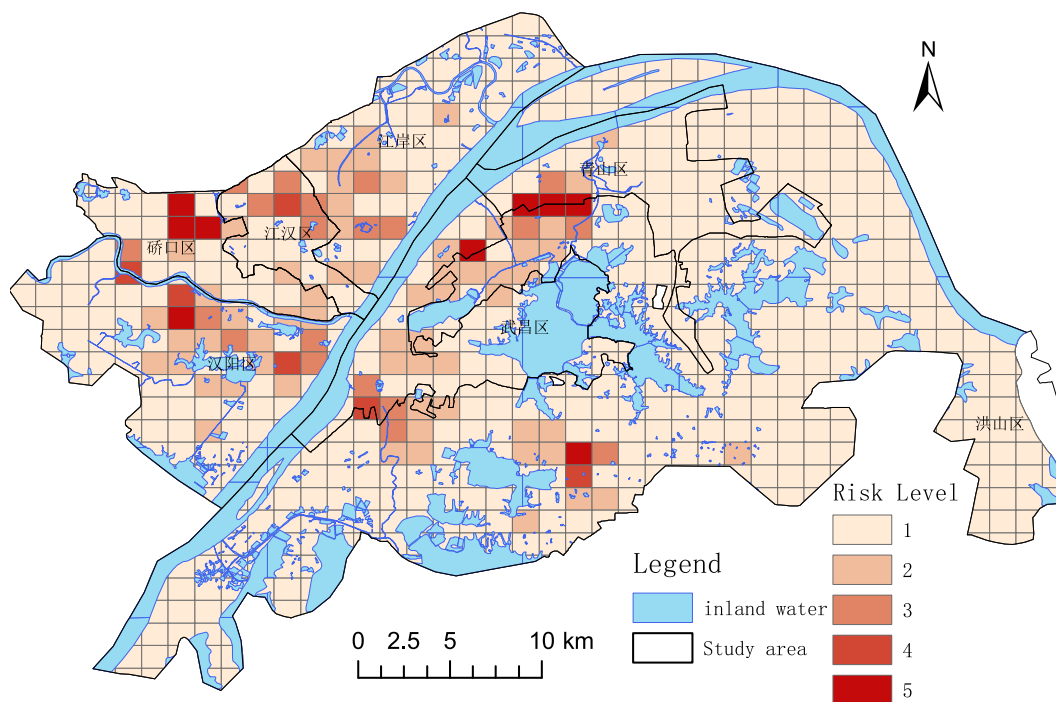 N
江岸区
青山区
江汉区
硚口区
武昌区
汉阳区
洪山区
Risk Level
1
2
3
4
5
Legend
inland water
Study area
0 2.5 5 10 km